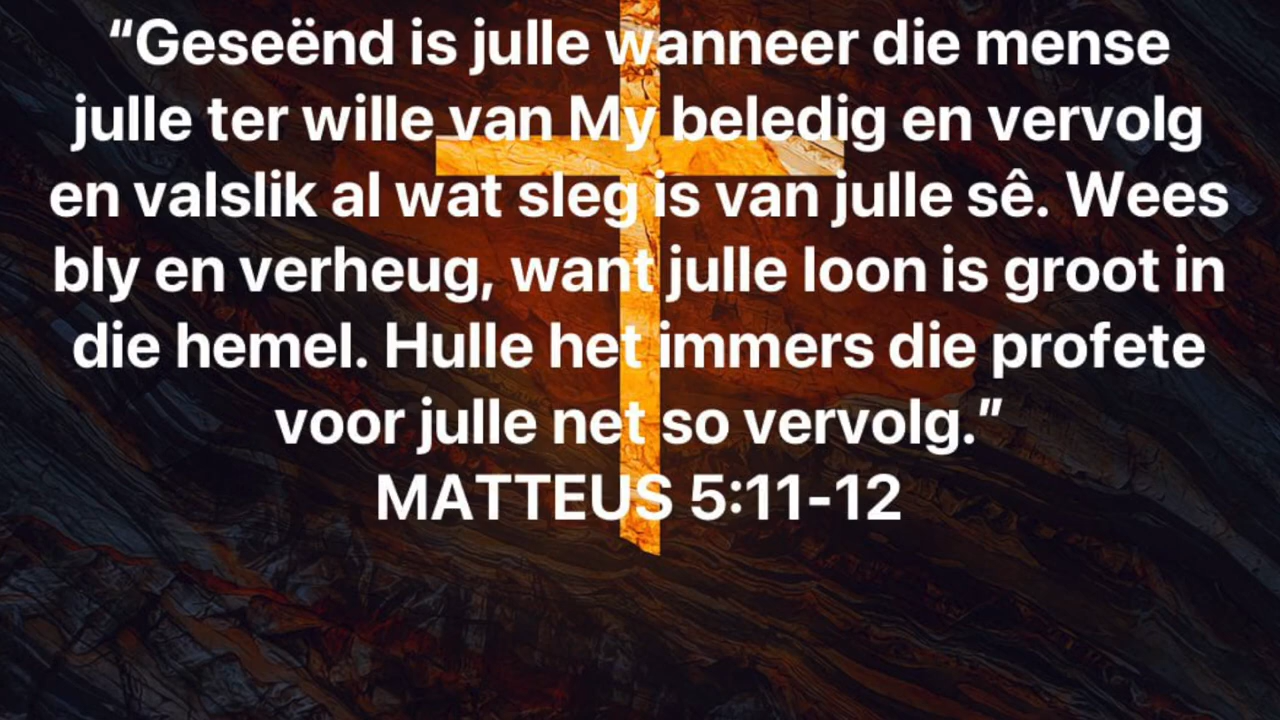 “Geseënd is julle wanneer die mense
julle ter wille van My beledig en vervolg
en valslik al wat sleg is van julle sê. Wees
bly en verheug, want julle loon is groot in
die hemel. Hulle het immers die profete
voor julle net so vervolg.”
MATTEUS 5:11-12